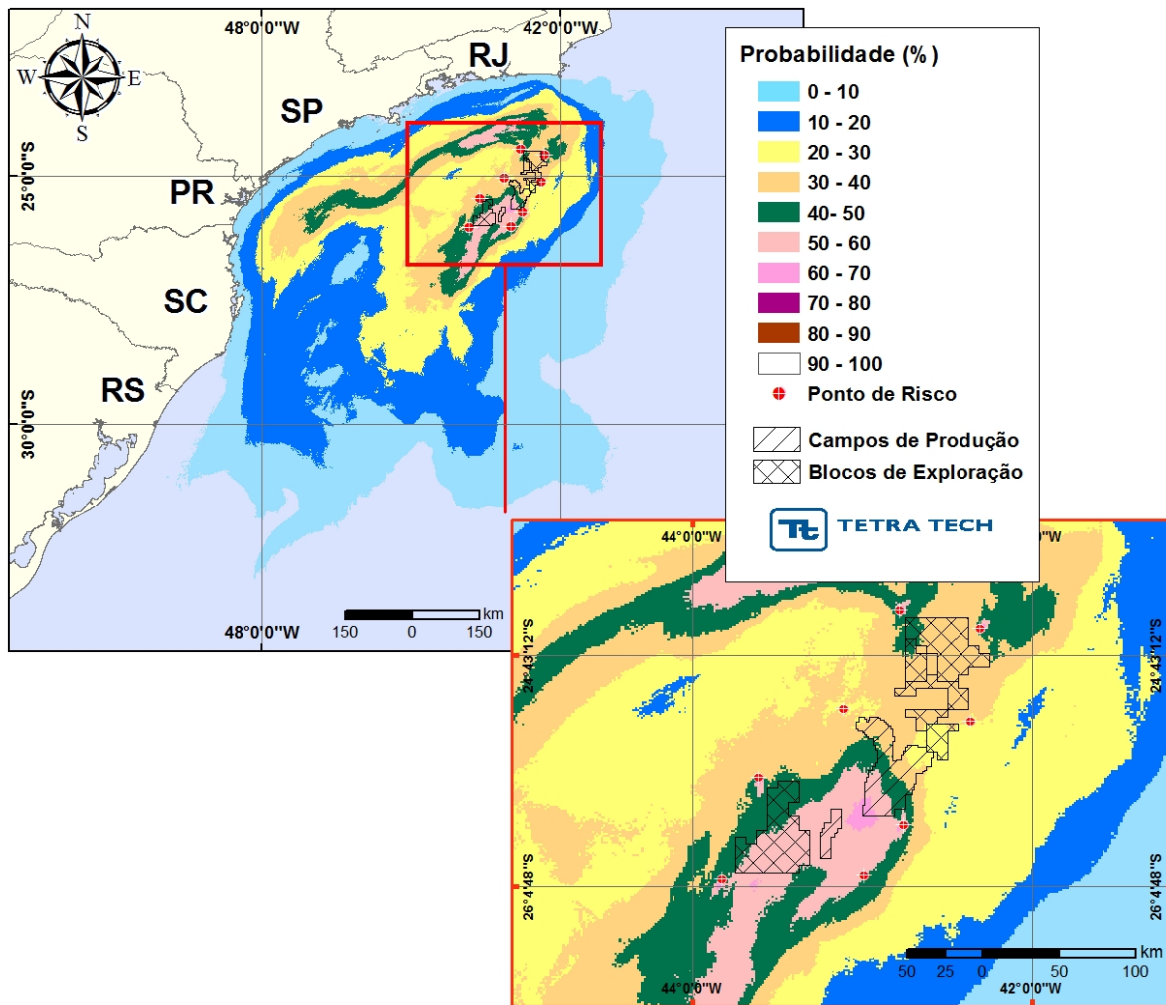 48°0'0"W
42°0'0"W
N
W
E
S
RJ
SP
PR
SC
RS
25°0'0"S
30°0'0"S
48°0'0"W
150
0
150
km
Probabilidade (%)
0 - 10
10 - 20
20 - 30
30 - 40
40- 50
50 - 60
60 - 70
70 - 80
80 - 90
90 - 100
Ponto de Risco
Campos de Produção
Blocos de Exploração
Tt TETRA TECH
44°0'0"W
0'0"W
24°43'12"S
24°43'12"S
26°4'48"S
26°4'48"S
50
25
0
50
100
km
44°0'0"W
42°0'0"W